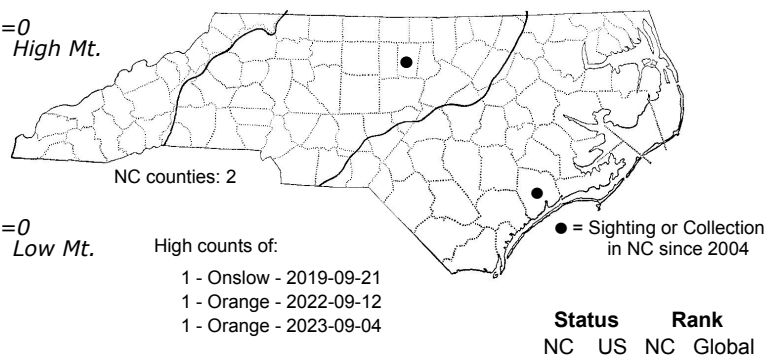 =0
High Mt.
NC counties: 2
=0
Low Mt.
High counts of:
1 - Onslow - 2019-09-21
1 - Orange - 2022-09-12
1 - Orange - 2023-09-04
● = Sighting or Collection
in NC since 2004
Status Rank
NC US NC Global